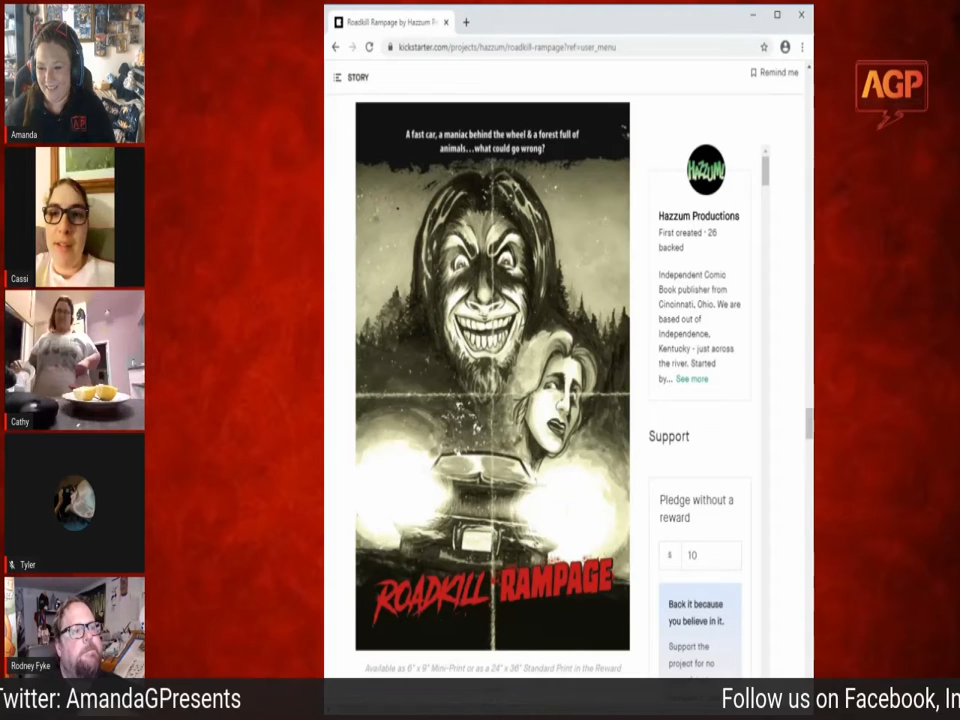 Amanda
Cassi
Cathy
Tyler
Rodney Fyke
Roadkill Rampage by Hazzum P
kickstarter.com/projects/hazzum/roadkill-rampage?ref=user_menu
STORY
Remind me
A fast car, a maniac behind the wheel & a forest full of
animals...what could go wrong?
ROADKILL RAMPAGE
Available as 6" x 9" Mini-Print or as a 24" x 36" Standard Print in the Reward
HAZZUM!
Hazzum Productions
First created · 26
backed
Independent Comic
Book publisher from
Cincinnati, Ohio. We are
based out of
Independence,
Kentucky - just across
the river. Started
by... See more
Support
Pledge without a
reward
$ 10
Back it because
you believe in it.
Support the
project for no
AGP
Twitter: AmandaGPresents
Follow us on Facebook, In